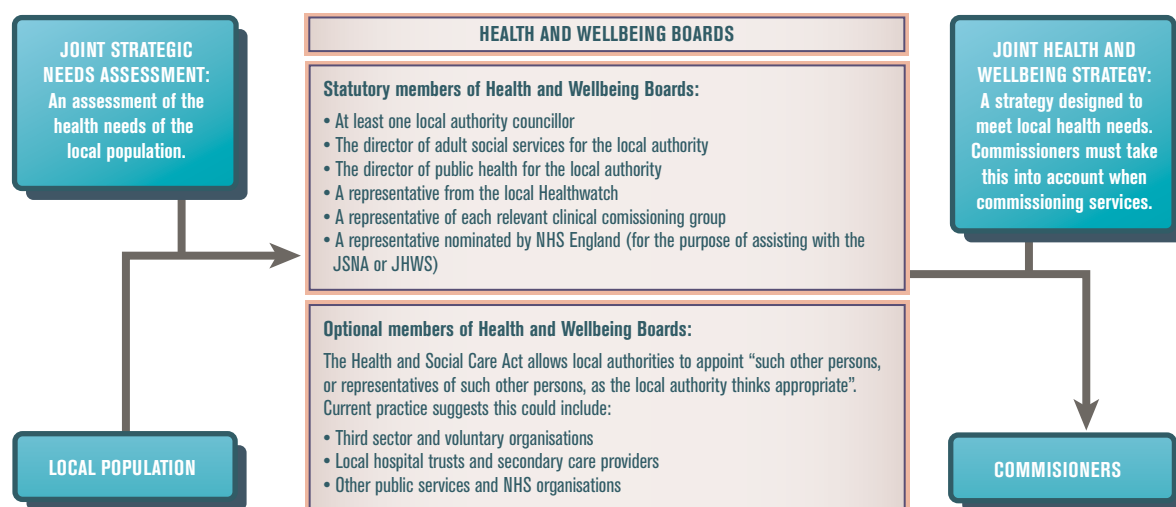 JOINT STRATEGIC
NEEDS ASSESSMENT:
An assessment of the
health needs of the
local population.
LOCAL POPULATION
HEALTH AND WELLBEING BOARDS
Statutory members of Health and Wellbeing Boards:
• At least one local authority councillor
• The director of adult social services for the local authority
• The director of public health for the local authority
• A representative from the local Healthwatch
• A representative of each relevant clinical comissioning group
• A representative nominated by NHS England (for the purpose of assisting with the
JSNA or JHWS)
Optional members of Health and Wellbeing Boards:
The Health and Social Care Act allows local authorities to appoint “such other persons,
or representatives of such other persons, as the local authority thinks appropriate”.
Current practice suggests this could include:
• Third sector and voluntary organisations
• Local hospital trusts and secondary care providers
• Other public services and NHS organisations
JOINT HEALTH AND
WELLBEING STRATEGY:
A strategy designed to
meet local health needs.
Commissioners must take
this into account when
commissioning services.
COMMISIONERS